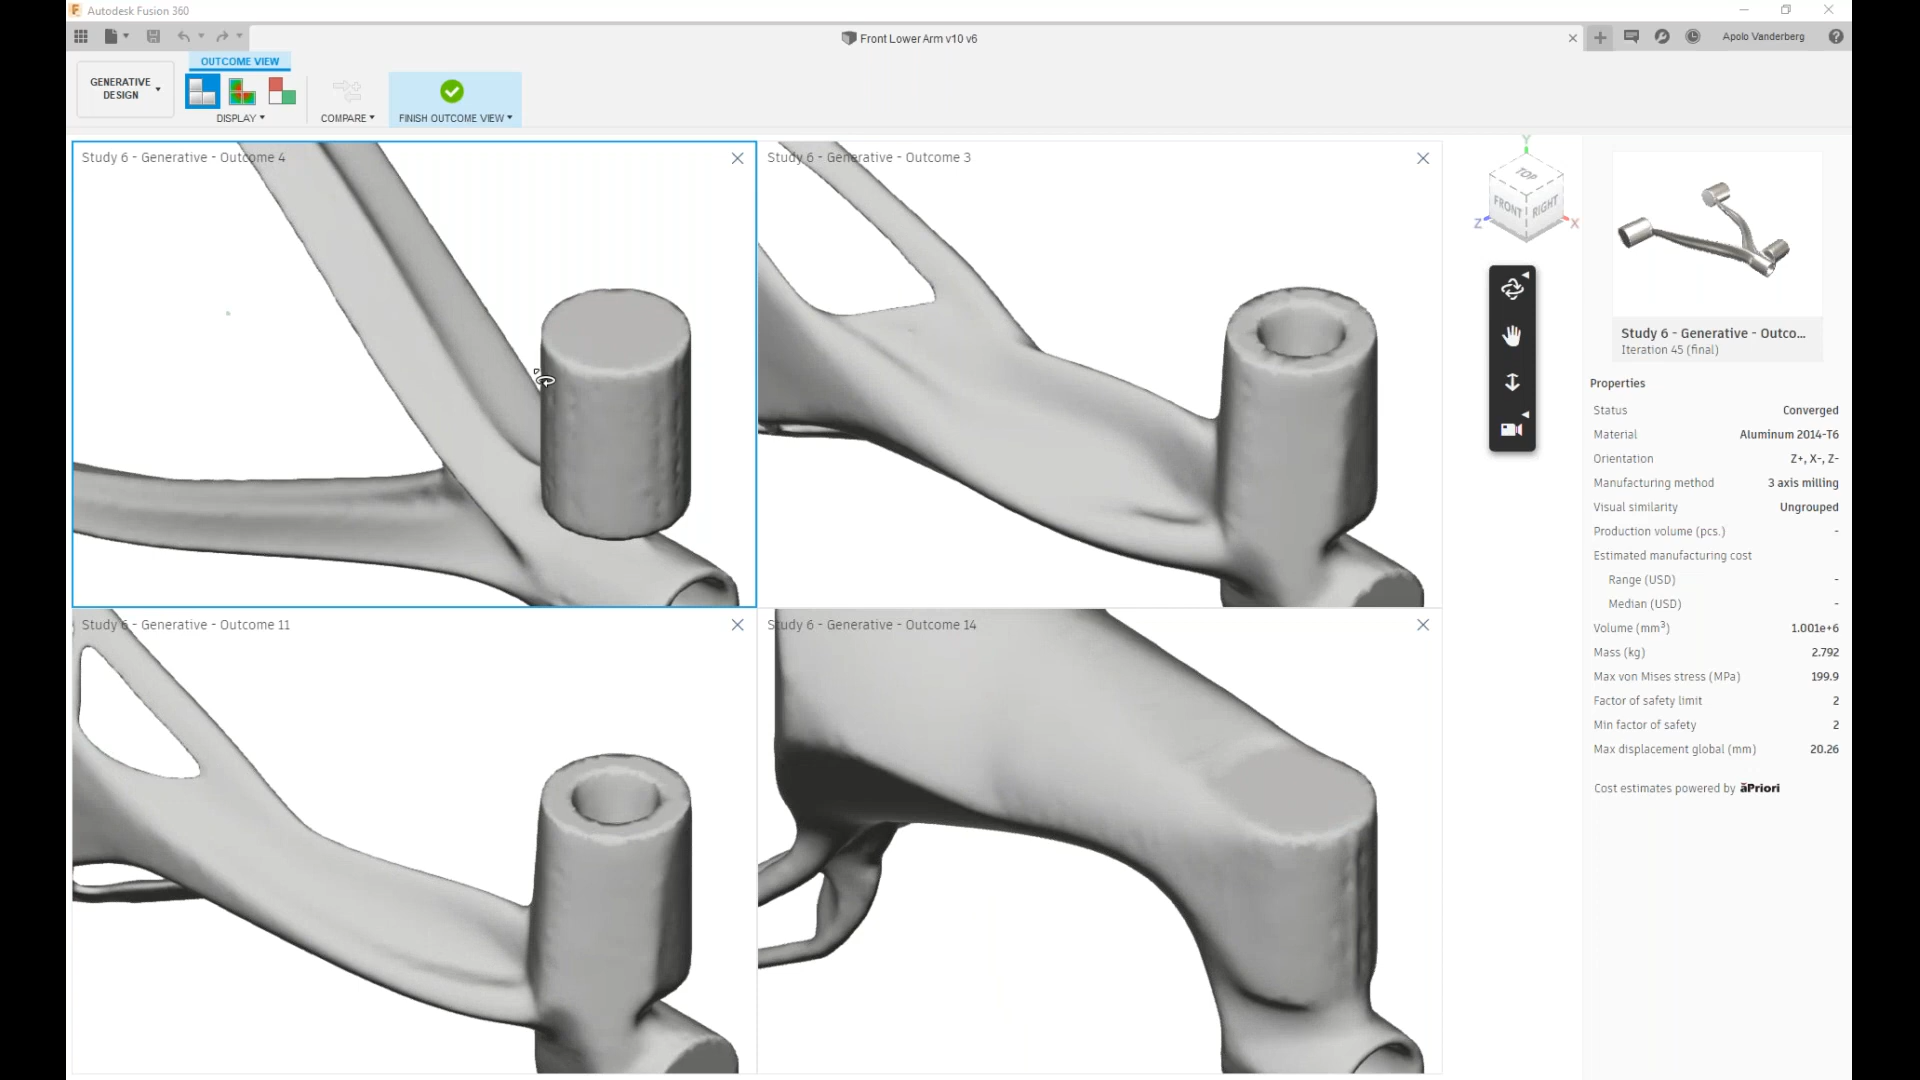 Autodesk Fusion 360
Front Lower Arm v10 v6
Apolo Vanderberg
OUTCOME VIEW
GENERATIVE
DESIGN
DISPLAY
COMPARE
FINISH OUTCOME VIEW
Study 6 - Generative - Outcome 4
Study 6 - Generative - Outcome 3
Y
TOP
FRONT
RIGHT
Z
X
Study 6 - Generative - Outco...
Iteration 45 (final)
Properties
Status Converged
Material Aluminum 2014-T6
Orientation Z+, X-, Z-
Manufacturing method 3 axis milling
Visual similarity Ungrouped
Production volume (pcs.) -
Estimated manufacturing cost
Range (USD) -
Median (USD) -
Volume (mm³) 1.001e+6
Mass (kg) 2.792
Max von Mises stress (MPa) 199.9
Factor of safety limit 2
Min factor of safety 2
Max displacement global (mm) 20.26
Cost estimates powered by āPriori
Study 6 - Generative - Outcome 11
Study 6 - Generative - Outcome 14